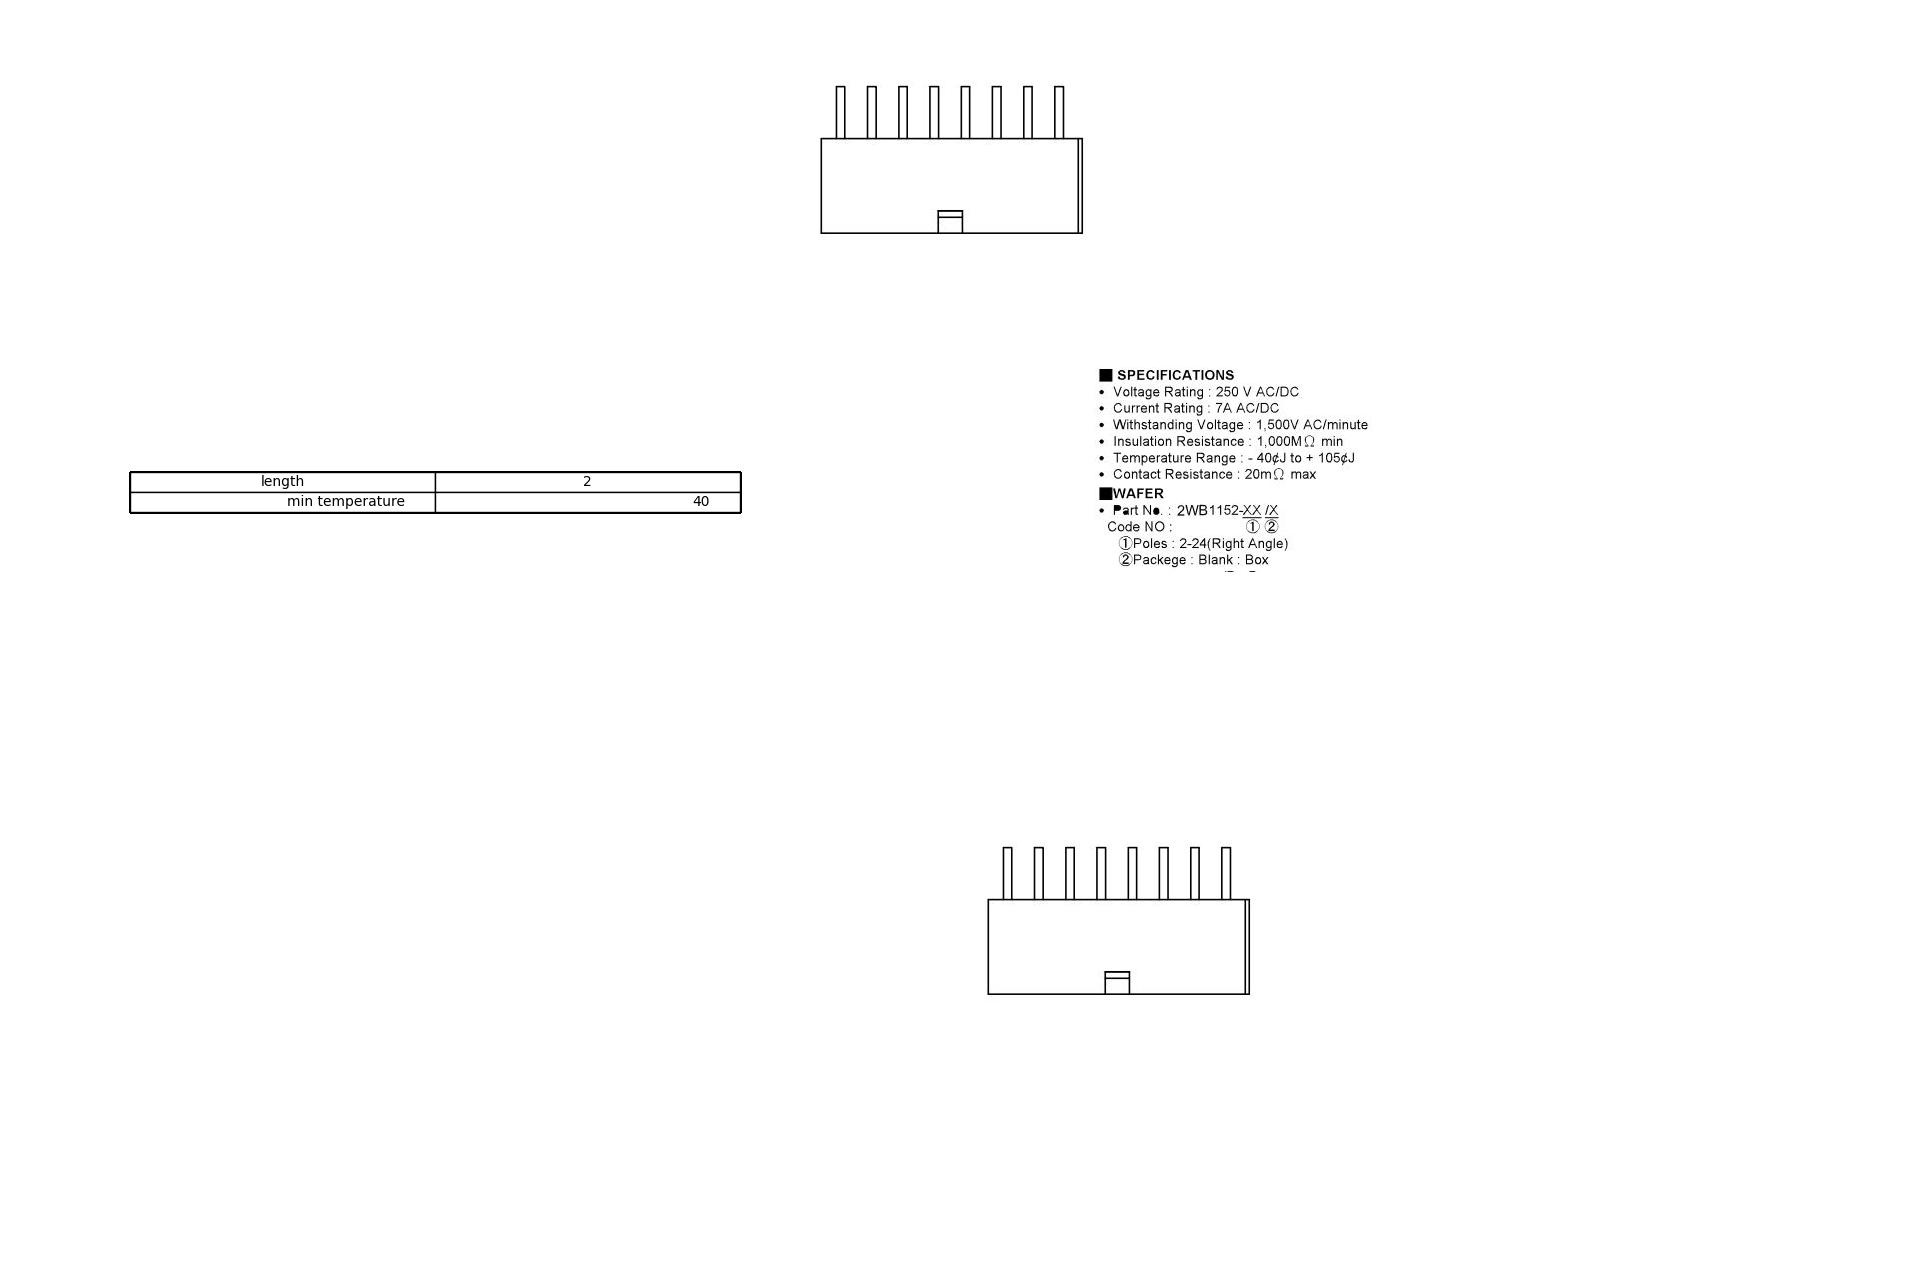 ■ SPECIFICATIONS
• Voltage Rating : 250 V AC/DC
• Current Rating : 7A AC/DC
• Withstanding Voltage : 1,500V AC/minute
• Insulation Resistance : 1,000MΩ min
• Temperature Range : - 40¢J to + 105¢J
• Contact Resistance : 20mΩ max
■WAFER
• Part No. : 2WB1152-XX /X
Code NO : ① ②
①Poles : 2-24(Right Angle)
②Packege : Blank : Box
length 2
min temperature 40